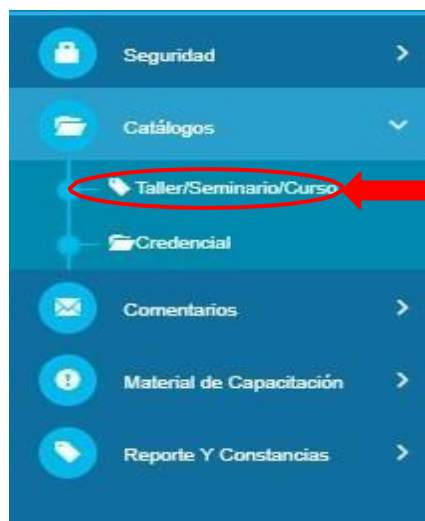 Seguridad
Catálogos
Taller/Seminario/Curso
Credencial
Comentarios
Material de Capacitación
Reporte Y Constancias